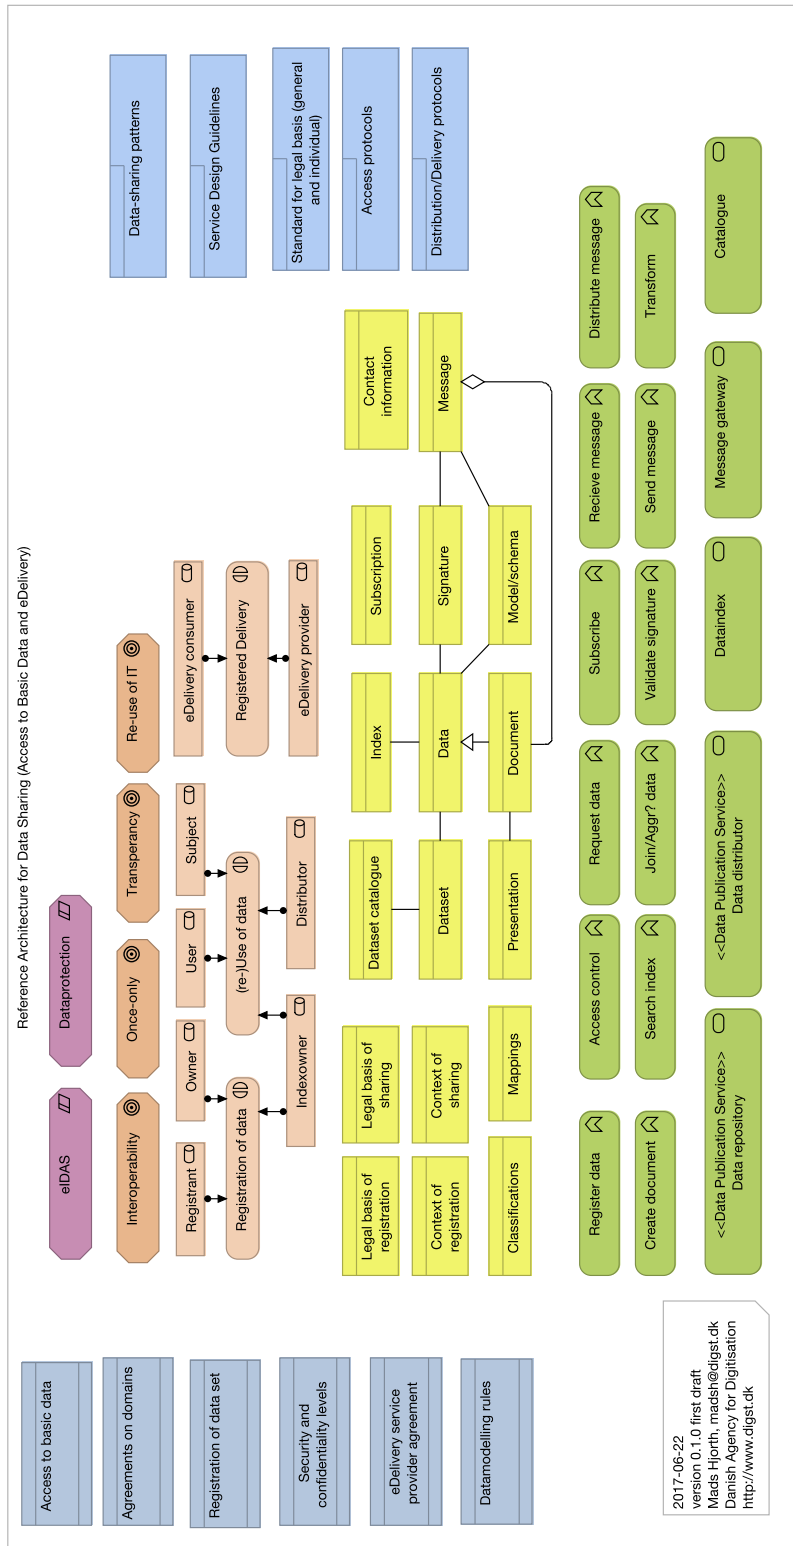 Reference Architecture for Data Sharing (Access to Basic Data and eDelivery)
Access to basic data
Agreements on domains
Registration of data set
Security and
confidentiality levels
eDelivery service
provider agreement
Datamodelling rules
eIDAS
Dataprotection
Interoperability
Once-only
Transperancy
Re-use of IT
Registrant
Owner
User
Subject
eDelivery consumer
Registration of data
(re-)Use of data
Registered Delivery
Indexowner
Distributor
eDelivery provider
Legal basis of
registration
Legal basis of
sharing
Dataset catalogue
Index
Subscription
Contact
information
Context of
registration
Context of
sharing
Dataset
Data
Signature
Message
Classifications
Mappings
Presentation
Document
Model/schema
Register data
Access control
Request data
Subscribe
Recieve message
Distribute message
Create document
Search index
Join/Aggr? data
Validate signature
Send message
Transform
<<Data Publication Service>>
Data repository
<<Data Publication Service>>
Data distributor
Dataindex
Message gateway
Catalogue
Data-sharing patterns
Service Design Guidelines
Standard for legal basis (general
and individual)
Access protocols
Distribution/Delivery protocols
2017-06-22
version 0.1.0 first draft
Mads Hjorth, madsh@digst.dk
Danish Agency for Digitisation
http://www.digst.dk